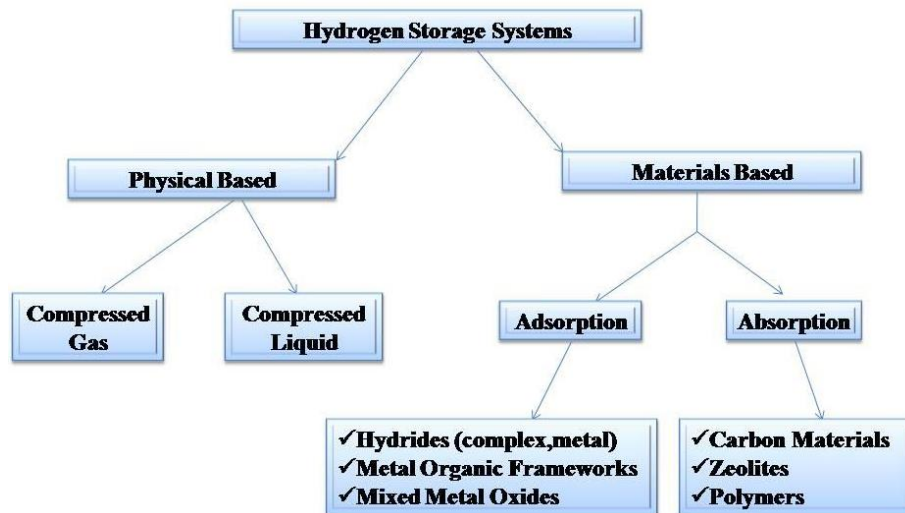 Hydrogen Storage Systems
Physical Based
Materials Based
Compressed
Gas
Compressed
Liquid
Adsorption
Absorption
✓Hydrides (complex,metal)
✓Metal Organic Frameworks
✓Mixed Metal Oxides
✓Carbon Materials
✓Zeolites
✓Polymers